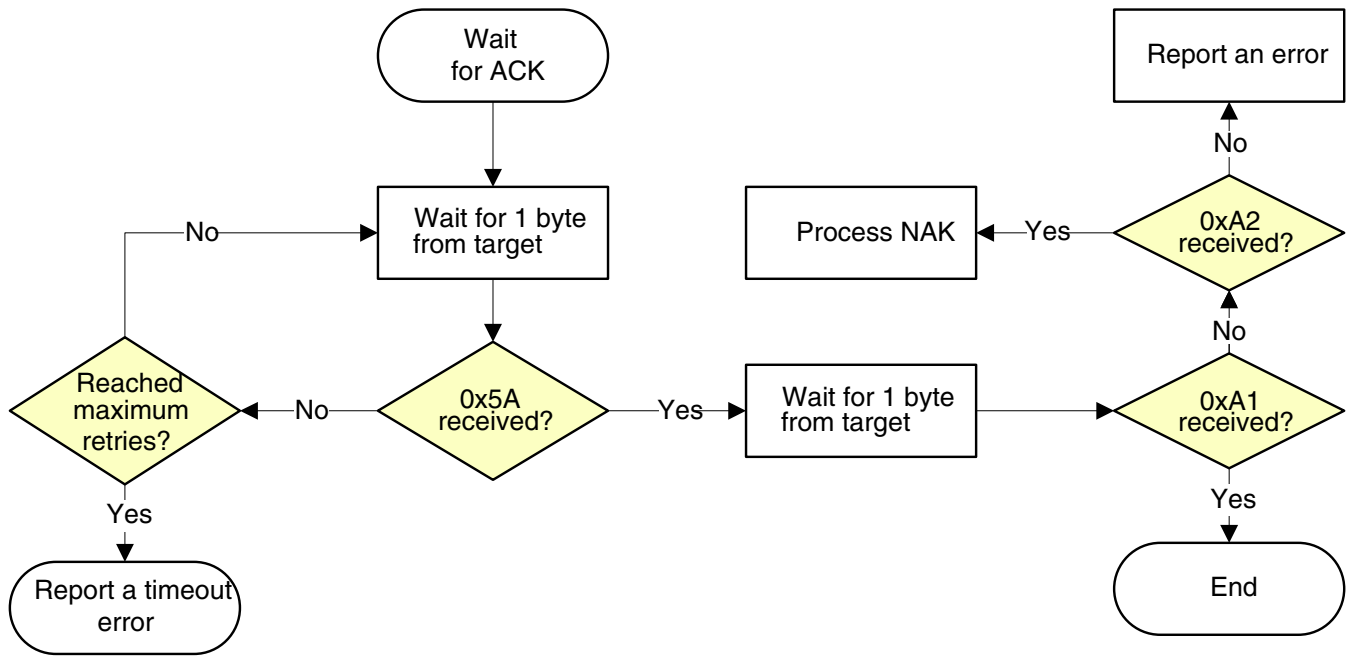 Wait
for ACK
Report an error
No
Wait for 1 byte
from target
No
Process NAK
Yes
0xA2
received?
No
Reached
maximum
retries?
No
0x5A
received?
Yes
Wait for 1 byte
from target
0xA1
received?
Yes
Yes
Report a timeout
error
End